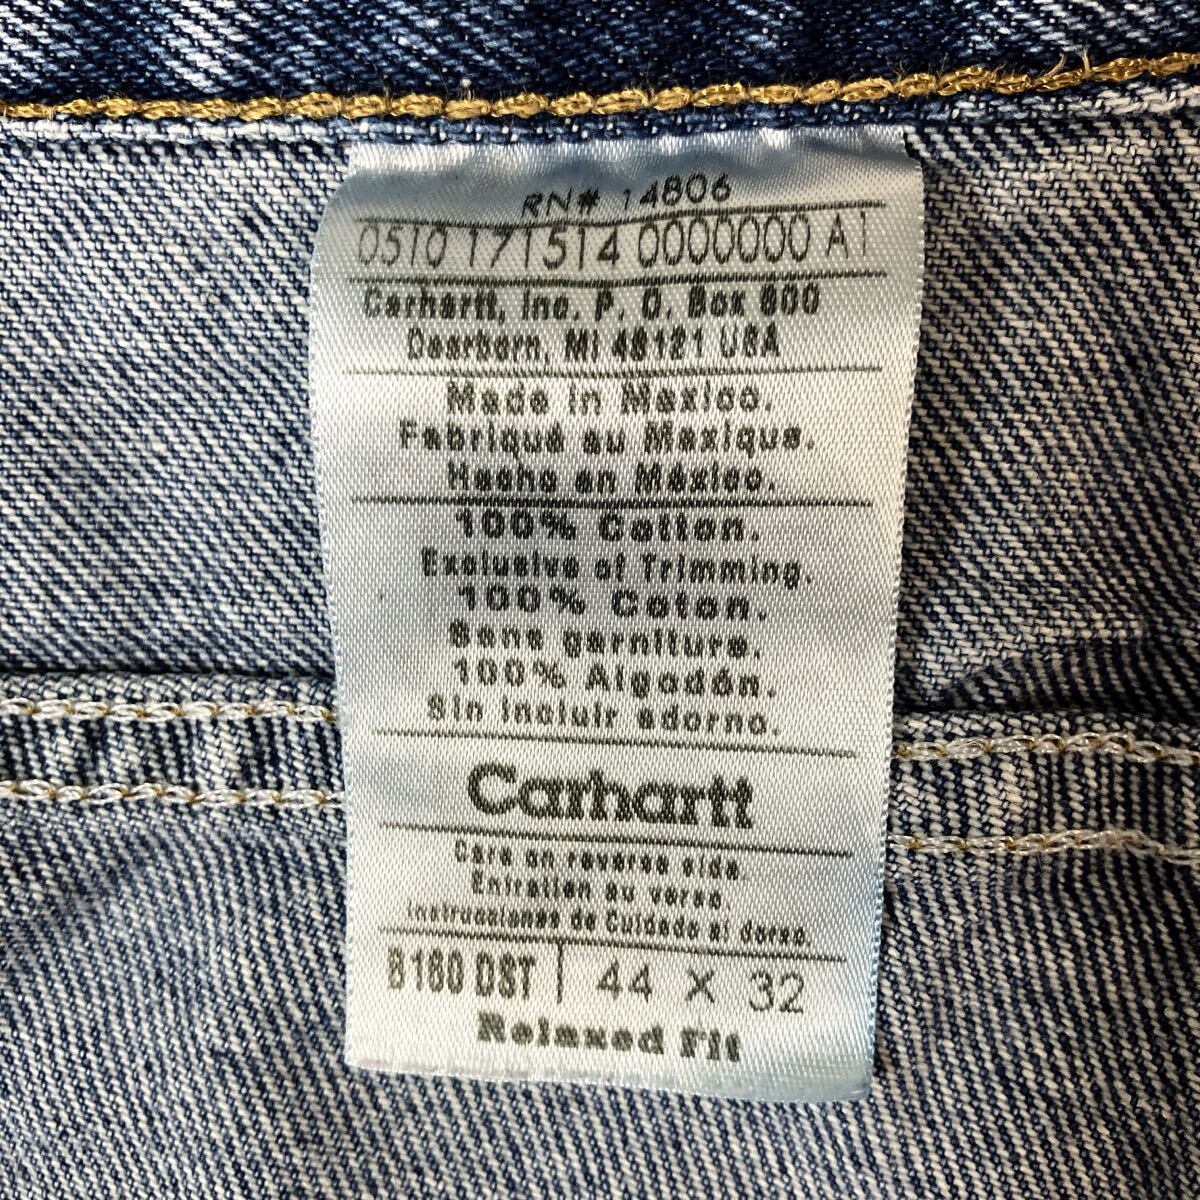 RN# 14806
0510 171514 0000000 A1
Carhartt, Inc. P. O. Box 600
Dearborn, MI 48121 USA
Made in Mexico.
Fabriqué au Mexique.
Hecho en México.
100% Cotton.
Exclusive of Trimming.
100% Coton.
Sans garniture.
100% Algodón.
Sin incluir adorno.
Carhartt
Care on reverse side.
Entretien au verso.
Instrucciones de Cuidado al dorso.
B160 DST | 44 X 32
Relaxed Fit